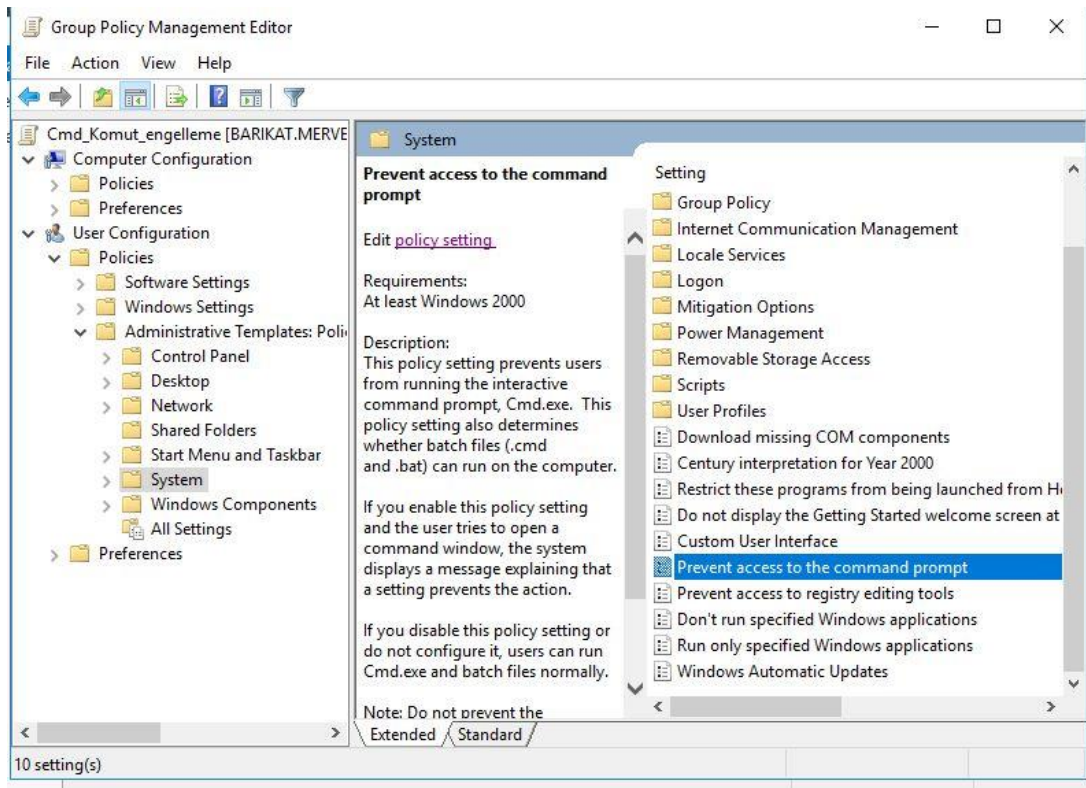 Group Policy Management Editor
File Action View Help
Cmd_Komut_engelleme [BARIKAT.MERVE
Computer Configuration
Policies
Preferences
User Configuration
Policies
Software Settings
Windows Settings
Administrative Templates: Poli
Control Panel
Desktop
Network
Shared Folders
Start Menu and Taskbar
System
Windows Components
All Settings
Preferences
System
Prevent access to the command
prompt
Edit policy setting
Requirements:
At least Windows 2000
Description:
This policy setting prevents users
from running the interactive
command prompt, Cmd.exe. This
policy setting also determines
whether batch files (.cmd
and .bat) can run on the computer.
If you enable this policy setting
and the user tries to open a
command window, the system
displays a message explaining that
a setting prevents the action.
If you disable this policy setting or
do not configure it, users can run
Cmd.exe and batch files normally.
Note: Do not prevent the
Setting
Group Policy
Internet Communication Management
Locale Services
Logon
Mitigation Options
Power Management
Removable Storage Access
Scripts
User Profiles
Download missing COM components
Century interpretation for Year 2000
Restrict these programs from being launched from He
Do not display the Getting Started welcome screen at
Custom User Interface
Prevent access to the command prompt
Prevent access to registry editing tools
Don't run specified Windows applications
Run only specified Windows applications
Windows Automatic Updates
Extended Standard
10 setting(s)